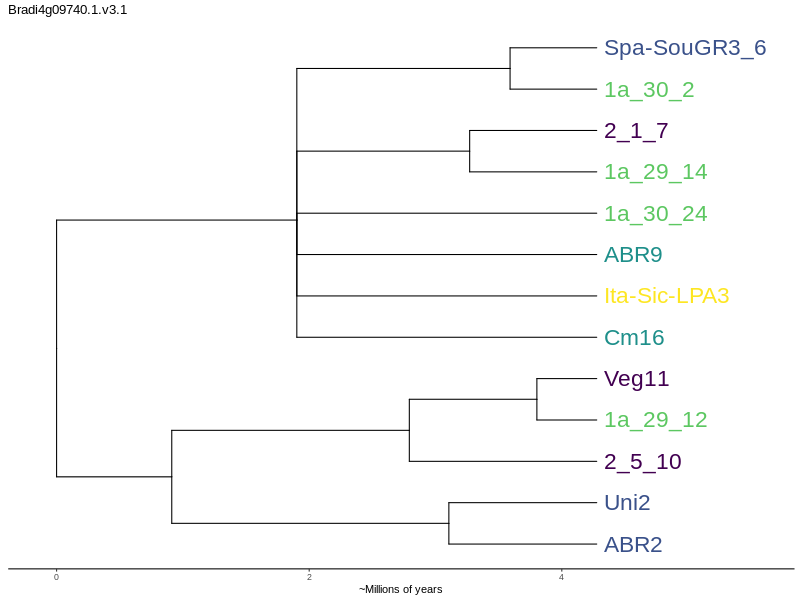 Bradi4g09740.1.v3.1
Spa-SouGR3_6
1a_30_2
2_1_7
1a_29_14
1a_30_24
ABR9
Ita-Sic-LPA3
Cm16
Veg11
1a_29_12
2_5_10
Uni2
ABR2
0 2 4
~Millions of years